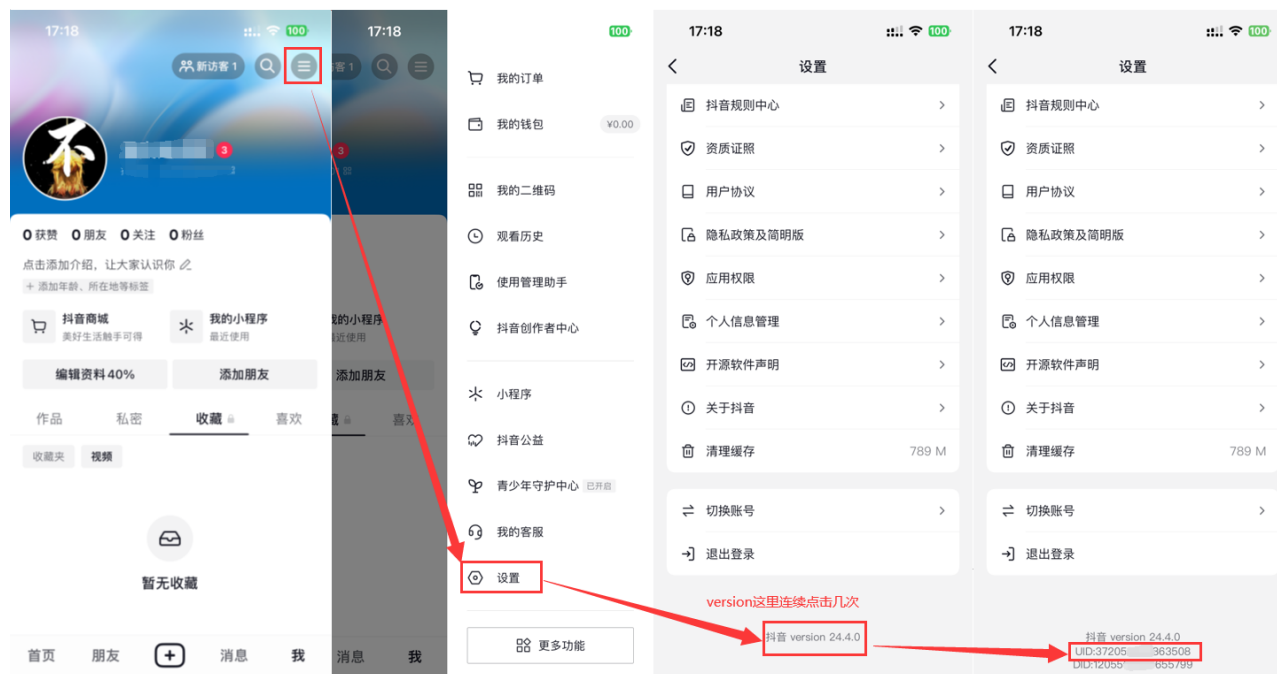 17:18
100
新访客 1
3
0 获赞 0 朋友 0 关注 0 粉丝
点击添加介绍，让大家认识你
+ 添加年龄、所在地等标签
抖音商城
美好生活触手可得
我的小程序
最近使用
编辑资料 40%
添加朋友
作品 私密 收藏 喜欢
收藏夹 视频
暂无收藏
首页 朋友 消息 我
17:18
客 1
3
我的小程序
最近使用
添加朋友
藏 喜欢
消息 我
100
我的订单
我的钱包 ¥0.00
我的二维码
观看历史
使用管理助手
抖音创作者中心
小程序
抖音公益
青少年守护中心 已开启
我的客服
设置
更多功能
17:18
100
设置
抖音规则中心
资质证照
用户协议
隐私政策及简明版
应用权限
个人信息管理
开源软件声明
关于抖音
清理缓存 789 M
切换账号
退出登录
version这里连续点击几次
抖音 version 24.4.0
17:18
100
设置
抖音规则中心
资质证照
用户协议
隐私政策及简明版
应用权限
个人信息管理
开源软件声明
关于抖音
清理缓存 789 M
切换账号
退出登录
抖音 version 24.4.0
UID:37205 363508
DID:12055 655799